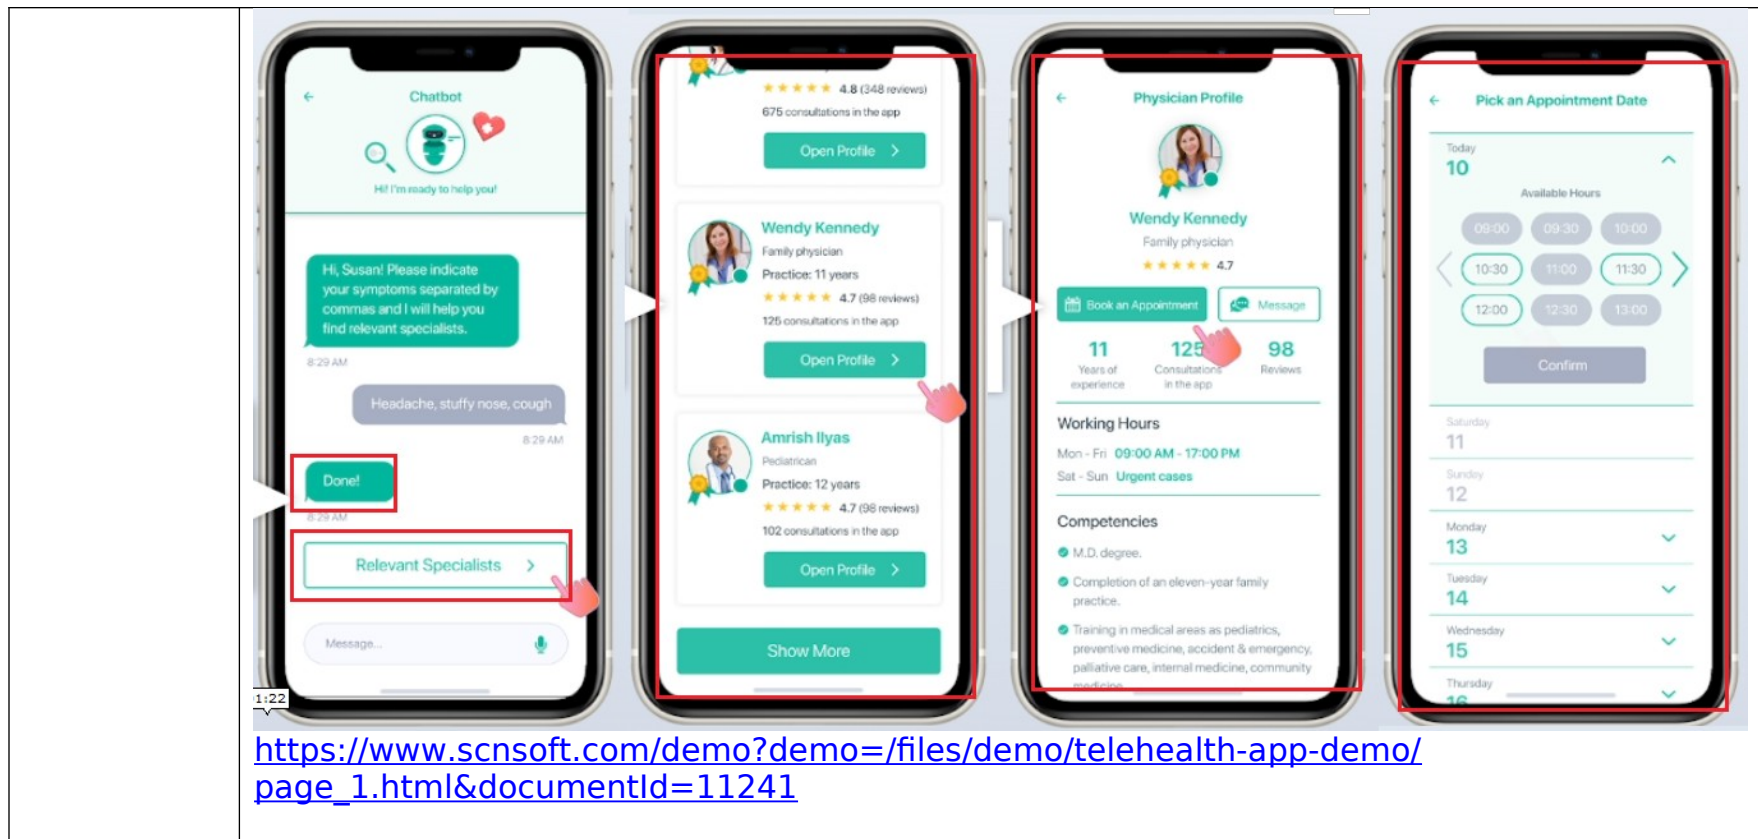 Chatbot
Hi! I'm ready to help you!
Hi, Susan! Please indicate
your symptoms separated by
commas and I will help you
find relevant specialists.
8:29 AM
Headache, stuffy nose, cough
8:29 AM
Done!
8:29 AM
Relevant Specialists
Message...
1:22
4.8 (348 reviews)
675 consultations in the app
Open Profile
Wendy Kennedy
Family physician
Practice: 11 years
4.7 (98 reviews)
125 consultations in the app
Open Profile
Amrish Ilyas
Pediatrican
Practice: 12 years
4.7 (98 reviews)
102 consultations in the app
Open Profile
Show More
Physician Profile
Wendy Kennedy
Family physician
4.7
Book an Appointment
Message
11
Years of
experience
125
Consultations
in the app
98
Reviews
Working Hours
Mon - Fri 09:00 AM - 17:00 PM
Sat - Sun Urgent cases
Competencies
M.D. degree.
Completion of an eleven-year family
practice.
Training in medical areas as pediatrics,
preventive medicine, accident & emergency,
palliative care, internal medicine, community
medicine
Pick an Appointment Date
Today
10
Available Hours
09:00 09:30 10:00
10:30 11:00 11:30
12:00 12:30 13:00
Confirm
Saturday
11
Sunday
12
Monday
13
Tuesday
14
Wednesday
15
Thursday
16
https://www.scnsoft.com/demo?demo=/files/demo/telehealth-app-demo/
page_1.html&documentId=11241